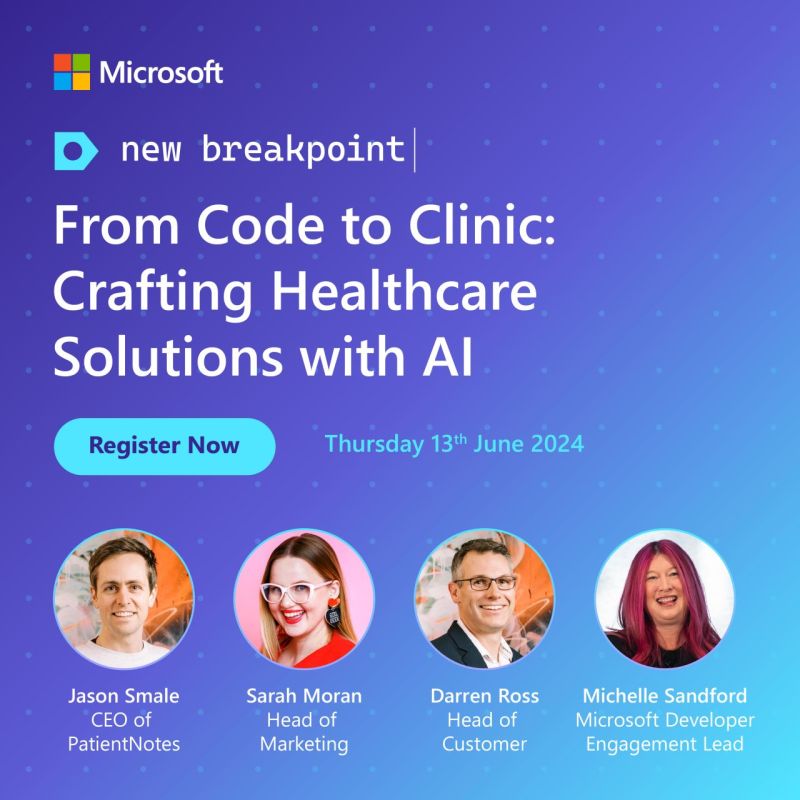 Microsoft
new breakpoint
From Code to Clinic:
Crafting Healthcare
Solutions with AI
Register Now
Thursday 13th June 2024
Jason Smale
CEO of
PatientNotes
Sarah Moran
Head of
Marketing
Darren Ross
Head of
Customer
Michelle Sandford
Microsoft Developer
Engagement Lead